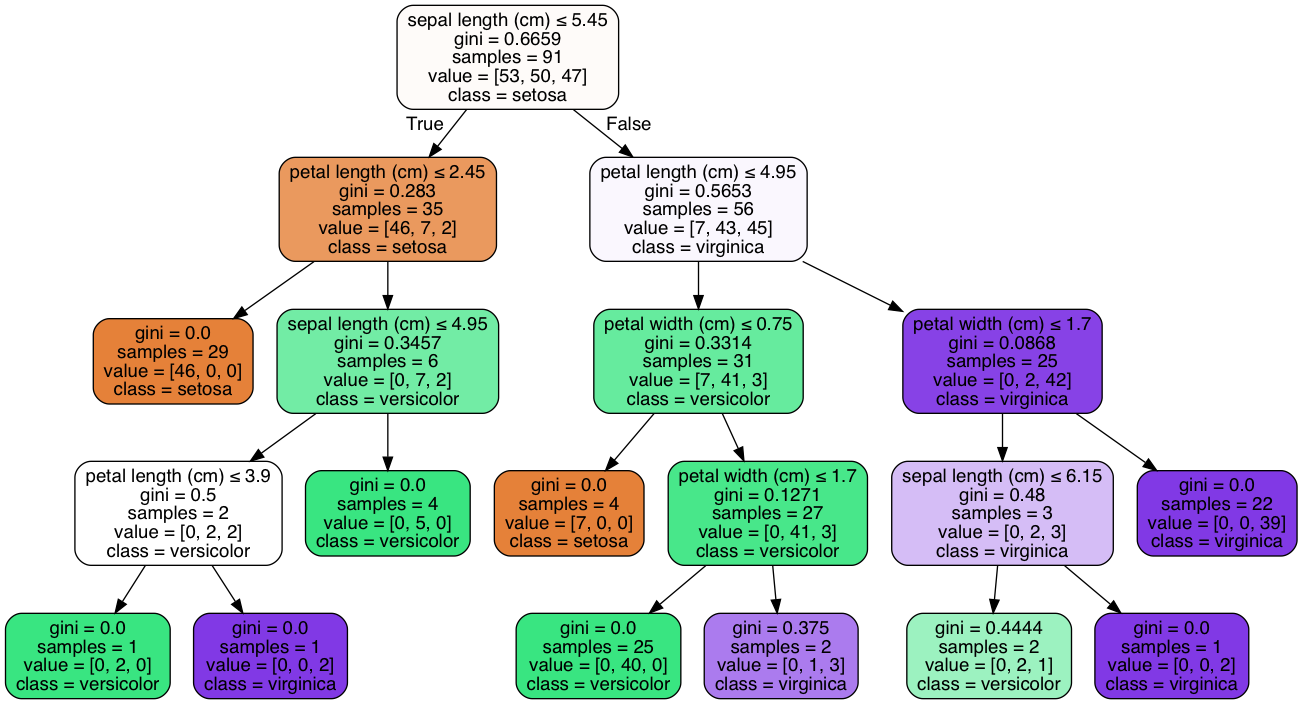 sepal length (cm) ≤ 5.45
gini = 0.6659
samples = 91
value = [53, 50, 47]
class = setosa
True
False
petal length (cm) ≤ 2.45
gini = 0.283
samples = 35
value = [46, 7, 2]
class = setosa
petal length (cm) ≤ 4.95
gini = 0.5653
samples = 56
value = [7, 43, 45]
class = virginica
gini = 0.0
samples = 29
value = [46, 0, 0]
class = setosa
sepal length (cm) ≤ 4.95
gini = 0.3457
samples = 6
value = [0, 7, 2]
class = versicolor
petal width (cm) ≤ 0.75
gini = 0.3314
samples = 31
value = [7, 41, 3]
class = versicolor
petal width (cm) ≤ 1.7
gini = 0.0868
samples = 25
value = [0, 2, 42]
class = virginica
petal length (cm) ≤ 3.9
gini = 0.5
samples = 2
value = [0, 2, 2]
class = versicolor
gini = 0.0
samples = 4
value = [0, 5, 0]
class = versicolor
gini = 0.0
samples = 4
value = [7, 0, 0]
class = setosa
petal width (cm) ≤ 1.7
gini = 0.1271
samples = 27
value = [0, 41, 3]
class = versicolor
sepal length (cm) ≤ 6.15
gini = 0.48
samples = 3
value = [0, 2, 3]
class = virginica
gini = 0.0
samples = 22
value = [0, 0, 39]
class = virginica
gini = 0.0
samples = 1
value = [0, 2, 0]
class = versicolor
gini = 0.0
samples = 1
value = [0, 0, 2]
class = virginica
gini = 0.0
samples = 25
value = [0, 40, 0]
class = versicolor
gini = 0.375
samples = 2
value = [0, 1, 3]
class = virginica
gini = 0.4444
samples = 2
value = [0, 2, 1]
class = versicolor
gini = 0.0
samples = 1
value = [0, 0, 2]
class = virginica